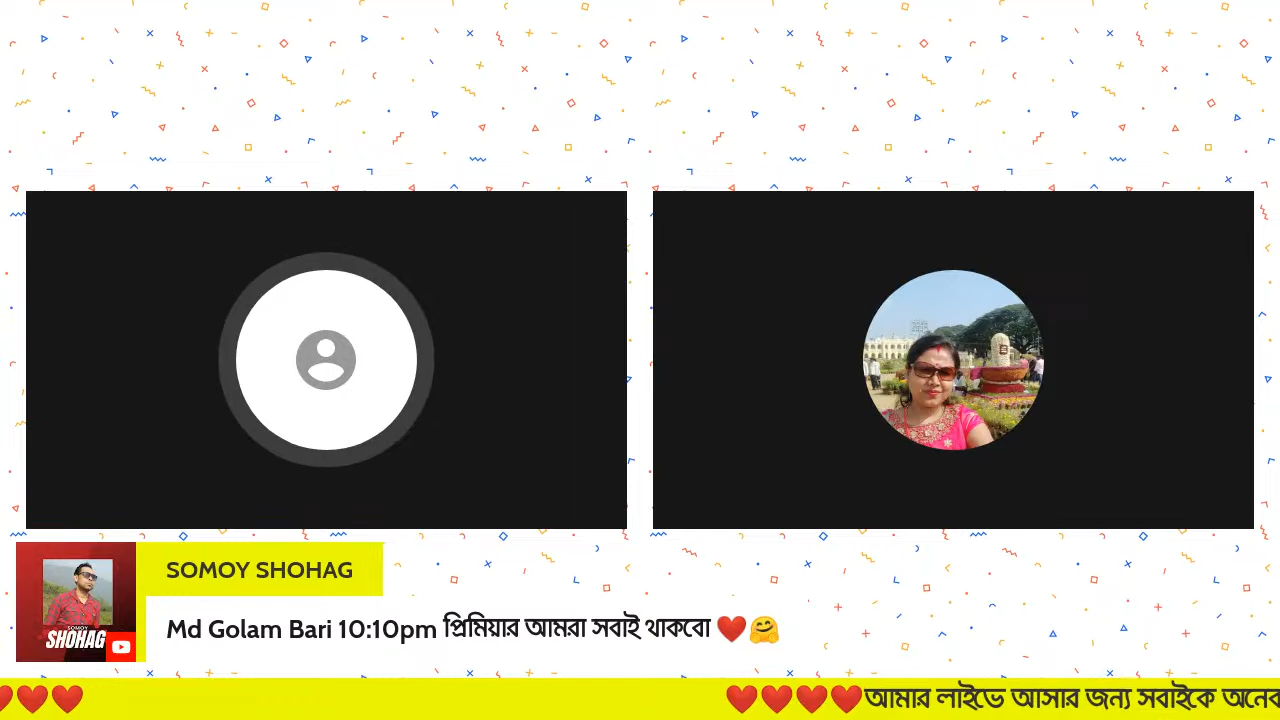 SOMOY SHOHAG
SOMOY
SHOHAG
Md Golam Bari 10:10pm প্রিমিয়ার আমরা সবাই থাকবো ❤️🤗
❤️❤️❤️ ❤️❤️❤️❤️আমার লাইভে আসার জন্য সবাইকে